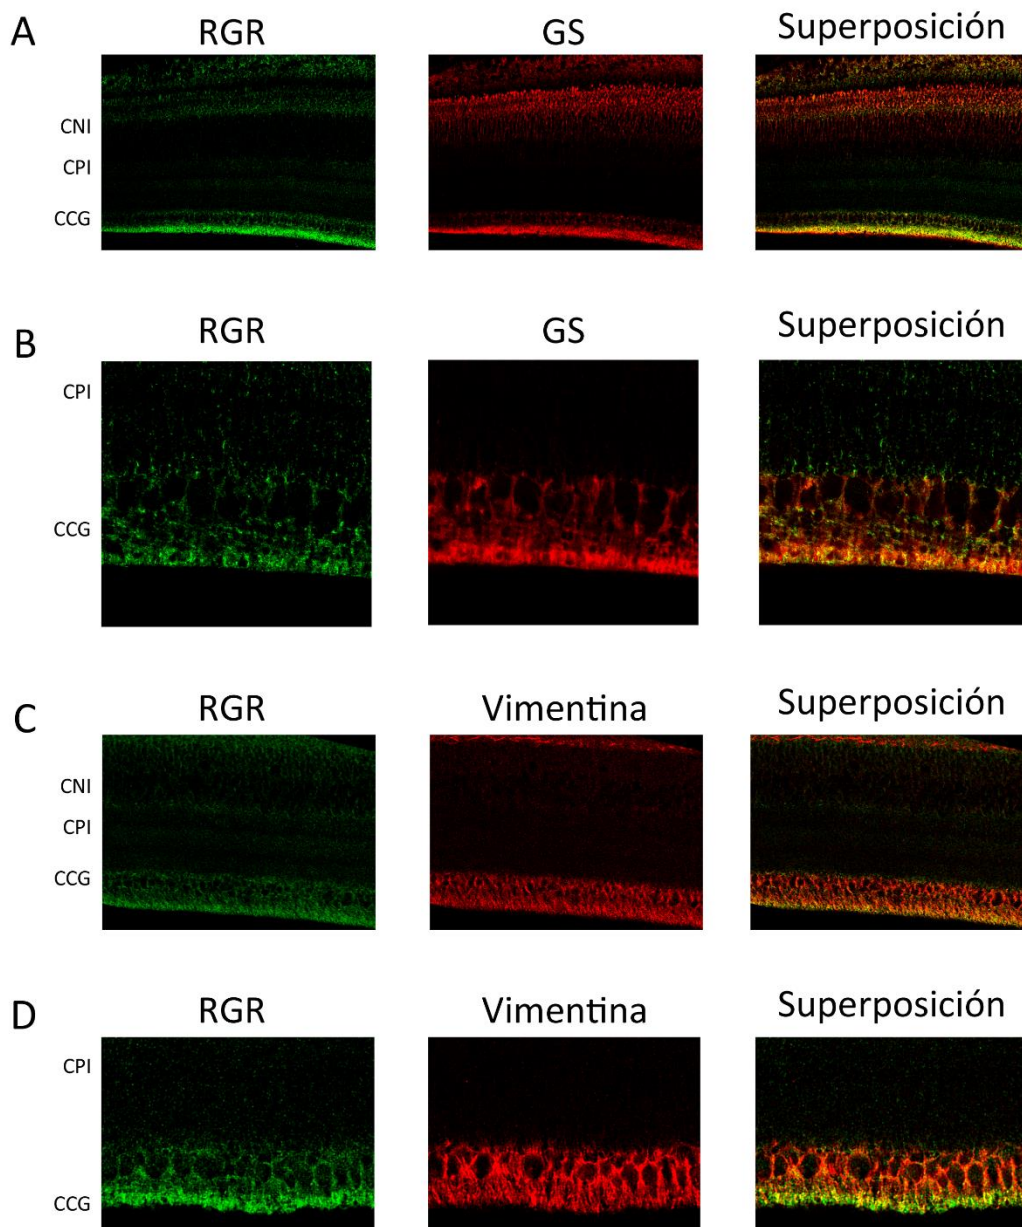 A
RGR
GS
Superposición
CNI
CPI
CCG
B
RGR
GS
Superposición
CPI
CCG
C
RGR
Vimentina
Superposición
CNI
CPI
CCG
D
RGR
Vimentina
Superposición
CPI
CCG